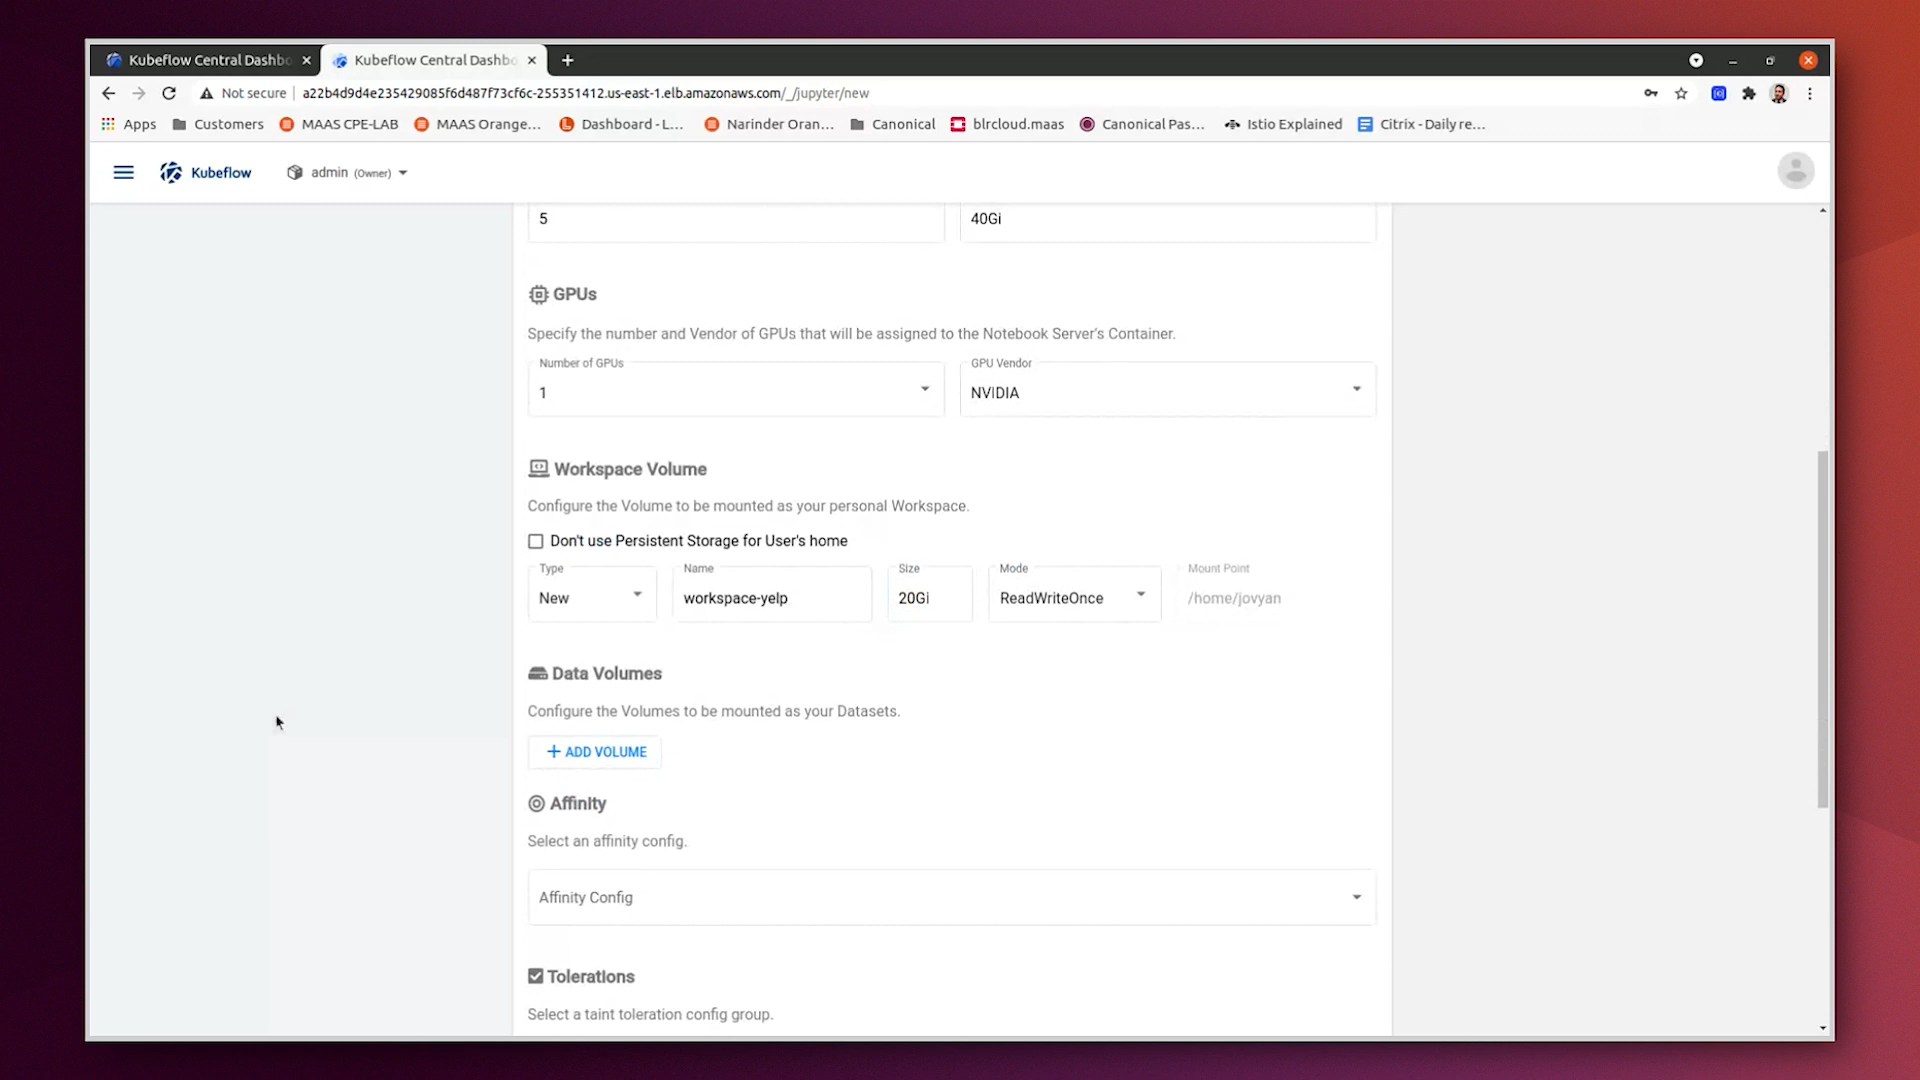 Kubeflow Central Dashbo
Kubeflow Central Dashbo
Not secure
a22b4d9d4e235429085f6d487f73cf6c-255351412.us-east-1.elb.amazonaws.com/_/jupyter/new
Apps
Customers
MAAS CPE-LAB
MAAS Orange...
Dashboard - L...
Narinder Oran...
Canonical
blrcloud.maas
Canonical Pas...
Istio Explained
Citrix - Daily re...
Kubeflow
admin (Owner)
5
40Gi
GPUs
Specify the number and Vendor of GPUs that will be assigned to the Notebook Server's Container.
Number of GPUs
1
GPU Vendor
NVIDIA
Workspace Volume
Configure the Volume to be mounted as your personal Workspace.
Don't use Persistent Storage for User's home
Type
New
Name
workspace-yelp
Size
20Gi
Mode
ReadWriteOnce
Mount Point
/home/jovyan
Data Volumes
Configure the Volumes to be mounted as your Datasets.
+ ADD VOLUME
Affinity
Select an affinity config.
Affinity Config
Tolerations
Select a taint toleration config group.